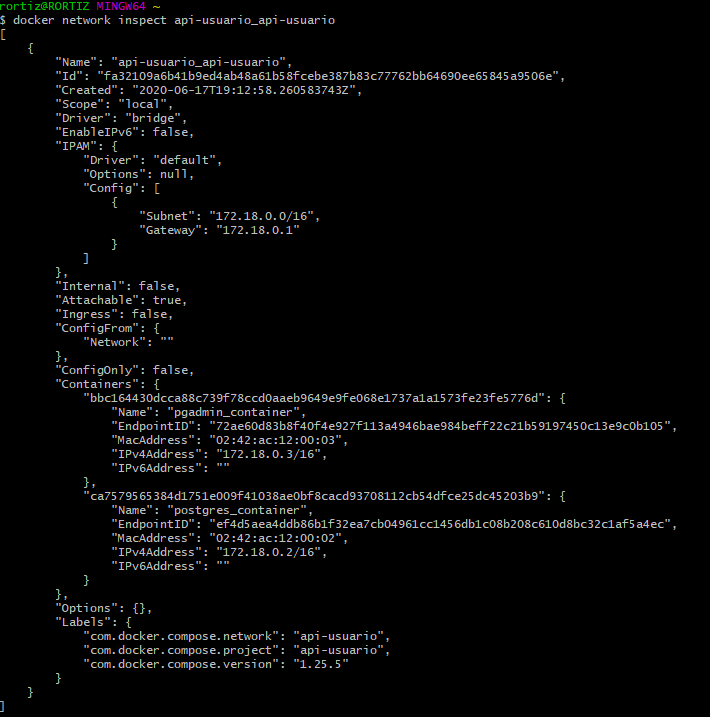 rortiz@RORTIZ MINGW64 ~
$ docker network inspect api-usuario_api-usuario
[
    {
        "Name": "api-usuario_api-usuario",
        "Id": "fa32109a6b41b9ed4ab48a61b58fcebe387b83c77762bb64690ee65845a9506e",
        "Created": "2020-06-17T19:12:58.260583743Z",
        "Scope": "local",
        "Driver": "bridge",
        "EnableIPv6": false,
        "IPAM": {
            "Driver": "default",
            "Options": null,
            "Config": [
                {
                    "Subnet": "172.18.0.0/16",
                    "Gateway": "172.18.0.1"
                }
            ]
        },
        "Internal": false,
        "Attachable": true,
        "Ingress": false,
        "ConfigFrom": {
            "Network": ""
        },
        "ConfigOnly": false,
        "Containers": {
            "bbc164430dcca88c739f78ccd0aaeb9649e9fe068e1737a1a1573fe23fe5776d": {
                "Name": "pgadmin_container",
                "EndpointID": "72ae60d83b8f40f4e927f113a4946bae984beff22c21b59197450c13e9c0b105",
                "MacAddress": "02:42:ac:12:00:03",
                "IPv4Address": "172.18.0.3/16",
                "IPv6Address": ""
            },
            "ca7579565384d1751e009f41038ae0bf8cacd93708112cb54dfce25dc45203b9": {
                "Name": "postgres_container",
                "EndpointID": "ef4d5aea4ddb86b1f32ea7cb04961cc1456db1c08b208c610d8bc32c1af5a4ec",
                "MacAddress": "02:42:ac:12:00:02",
                "IPv4Address": "172.18.0.2/16",
                "IPv6Address": ""
            }
        },
        "Options": {},
        "Labels": {
            "com.docker.compose.network": "api-usuario",
            "com.docker.compose.project": "api-usuario",
            "com.docker.compose.version": "1.25.5"
        }
    }
]